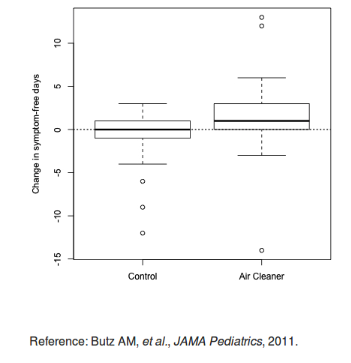 Change in symptom-free days
10
5
0
-5
-10
-15
Control Air Cleaner
Reference: Butz AM, et al., JAMA Pediatrics, 2011.